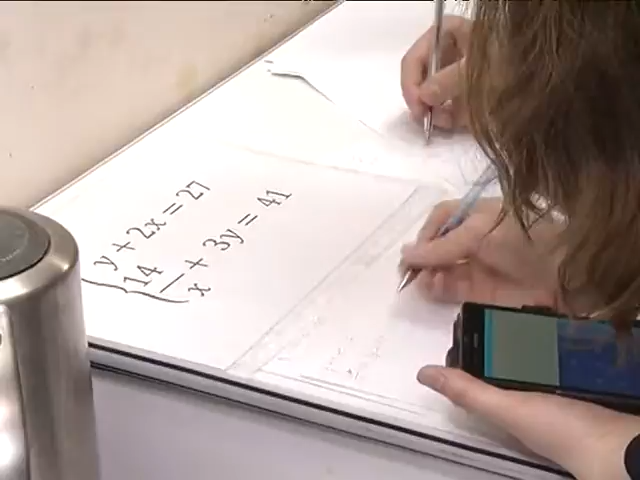 y + 2x = 27
14/x + 3y = 41